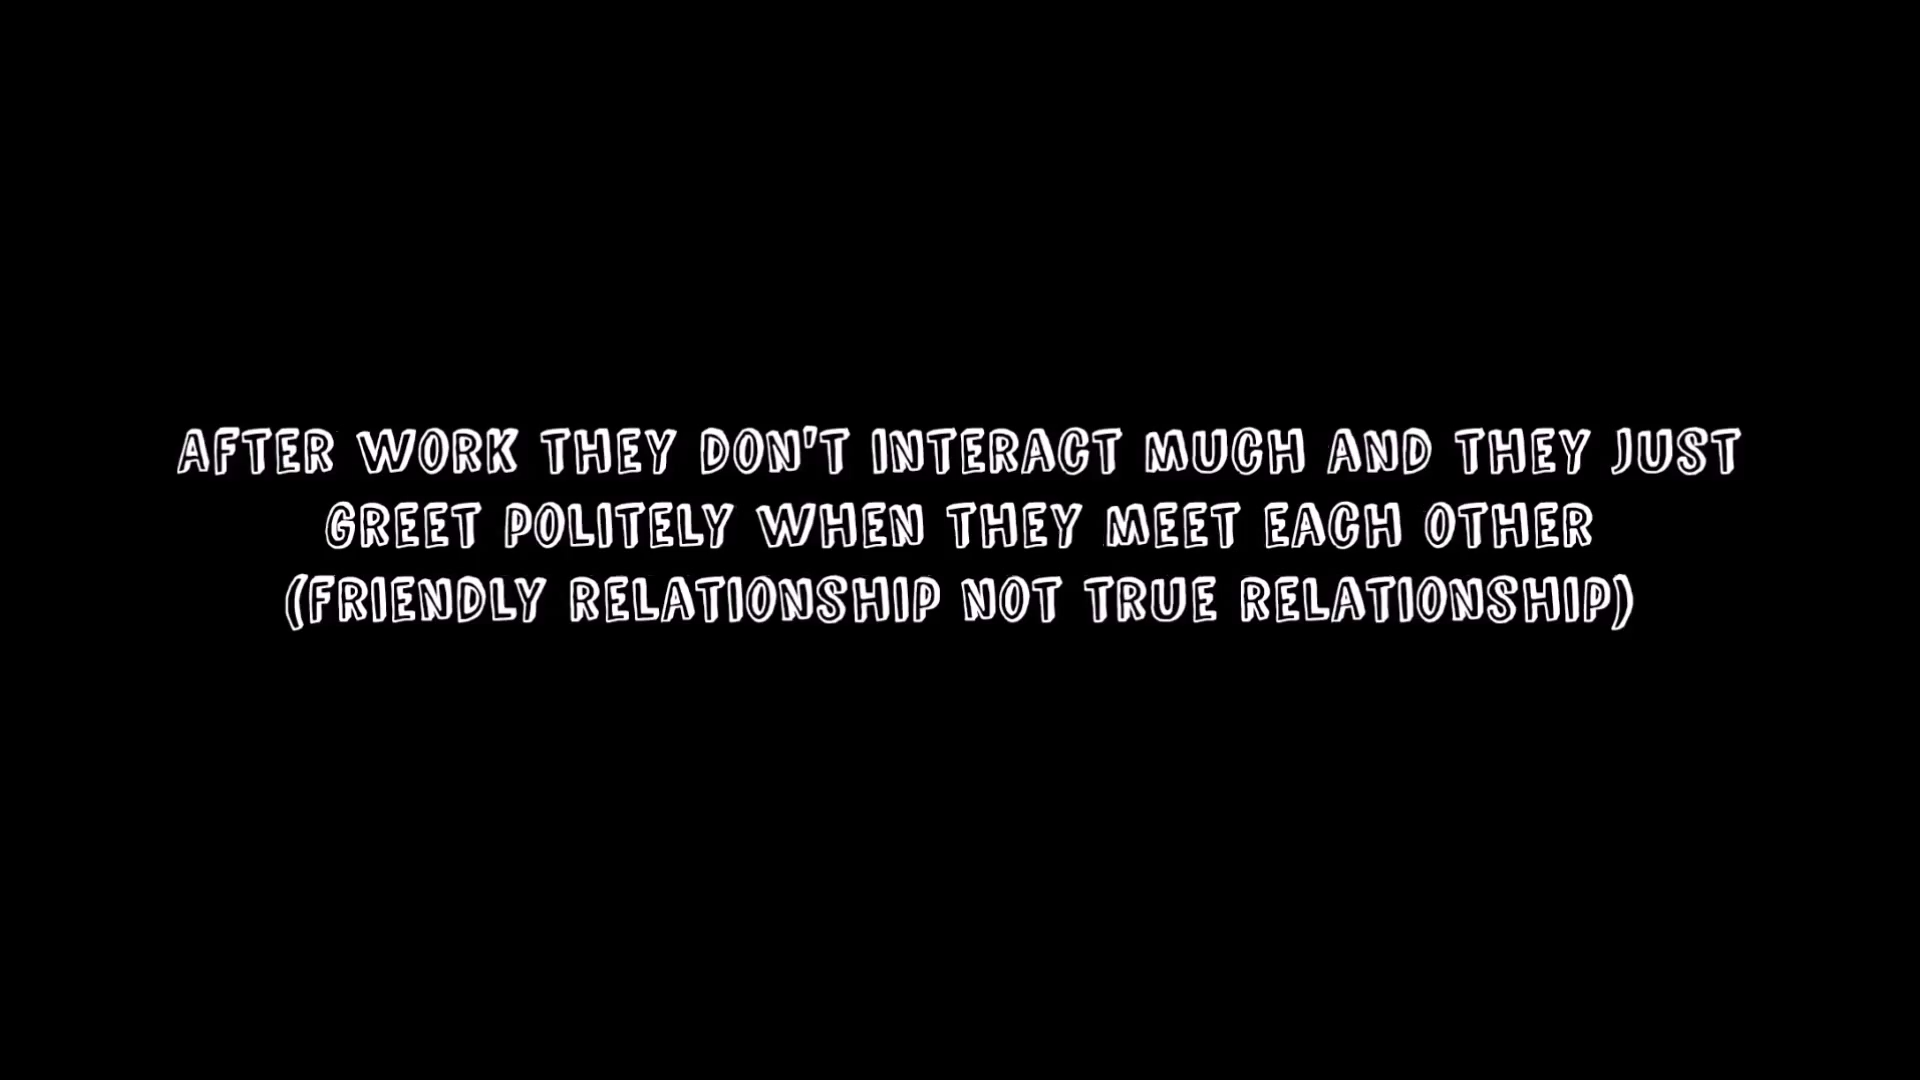 AFTER WORK THEY DON'T INTERACT MUCH AND THEY JUST
GREET POLITELY WHEN THEY MEET EACH OTHER
(FRIENDLY RELATIONSHIP NOT TRUE RELATIONSHIP)